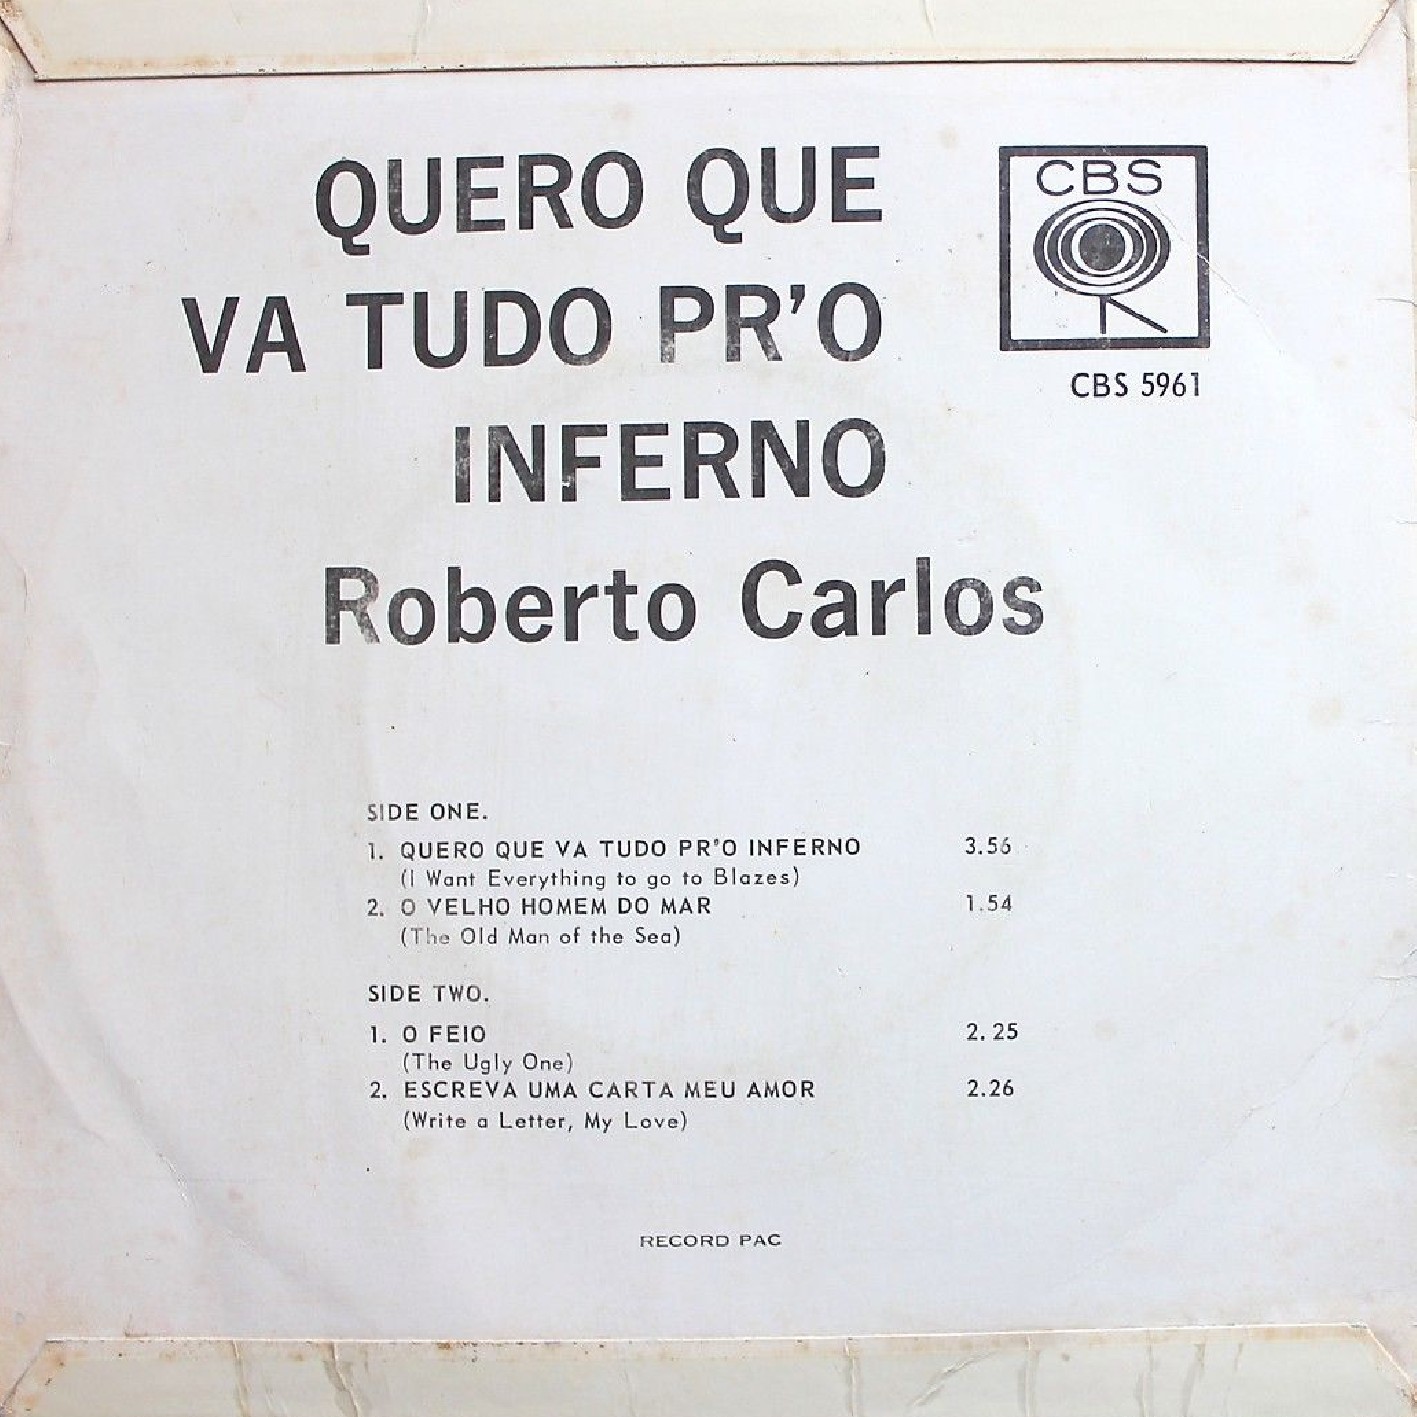 QUERO QUE
VA TUDO PR'O
INFERNO
Roberto Carlos
CBS
CBS 5961
SIDE ONE.
1. QUERO QUE VA TUDO PR'O INFERNO 3.56
(I Want Everything to go to Blazes)
2. O VELHO HOMEM DO MAR 1.54
(The Old Man of the Sea)
SIDE TWO.
1. O FEIO 2.25
(The Ugly One)
2. ESCREVA UMA CARTA MEU AMOR 2.26
(Write a Letter, My Love)
RECORD PAC